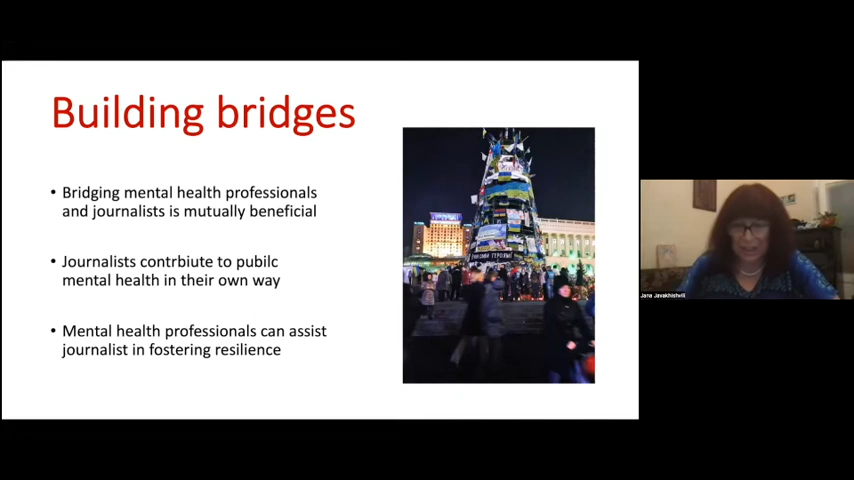 Building bridges
• Bridging mental health professionals
and journalists is mutually beneficial
• Journalists contrbiute to pubilc
mental health in their own way
• Mental health professionals can assist
journalist in fostering resilience
Jana Javakhishvili